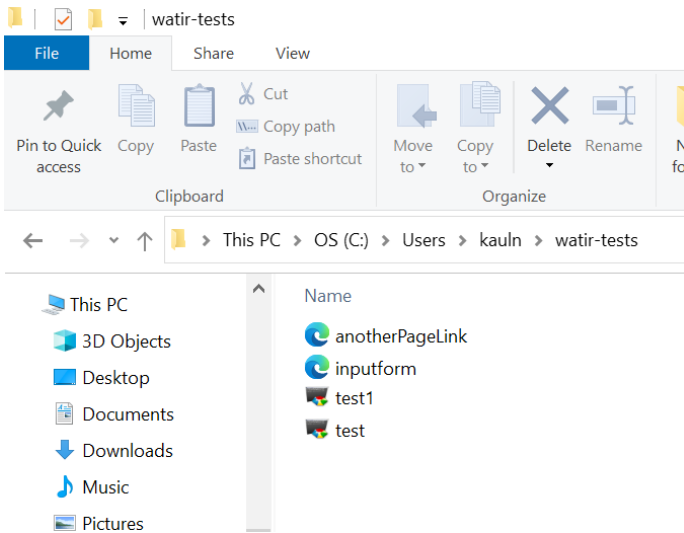 watir-tests
File Home Share View
Pin to Quick access
Copy
Paste
Cut
W... Copy path
Paste shortcut
Move to
Copy to
Delete
Rename
N
fo
Clipboard
Organize
This PC > OS (C:) > Users > kauln > watir-tests
This PC
3D Objects
Desktop
Documents
Downloads
Music
Pictures
Name
anotherPageLink
inputform
test1
test